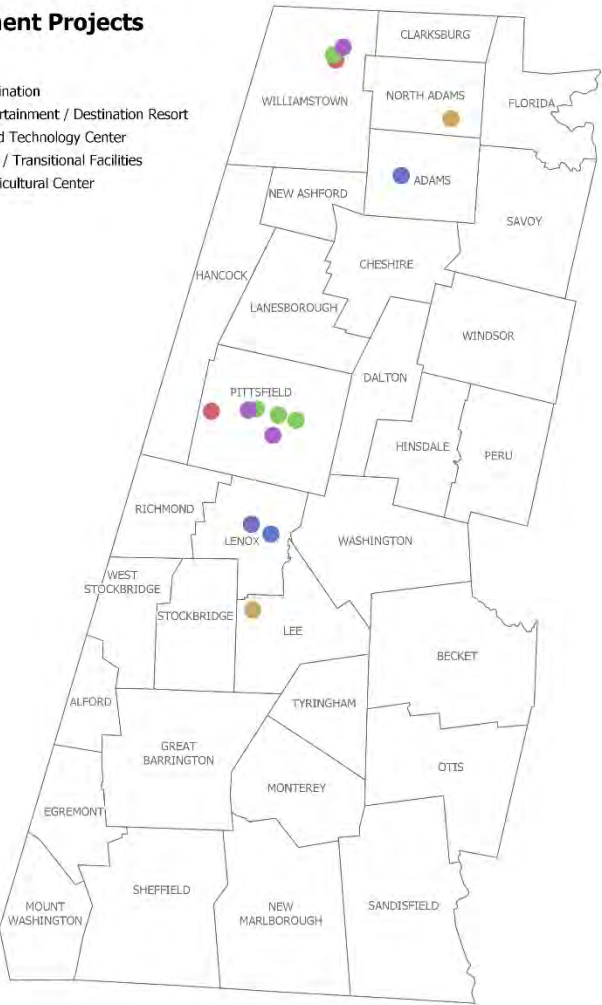 nent Projects
ination
rtainment / Destination Resort
d Technology Center
/ Transitional Facilities
icultural Center
CLARKSBURG
WILLIAMSTOWN
NORTH ADAMS
FLORIDA
ADAMS
NEW ASHFORD
SAVOY
CHESHIRE
HANCOCK
LANESBOROUGH
WINDSOR
DALTON
PITTSFIELD
HINSDALE
PERU
RICHMOND
LENOX
WASHINGTON
WEST
STOCKBRIDGE
STOCKBRIDGE
LEE
BECKET
ALFORD
TYRINGHAM
GREAT
BARRINGTON
OTIS
MONTEREY
EGREMONT
SHEFFIELD
MOUNT
WASHINGTON
NEW
MARLBOROUGH
SANDISFIELD